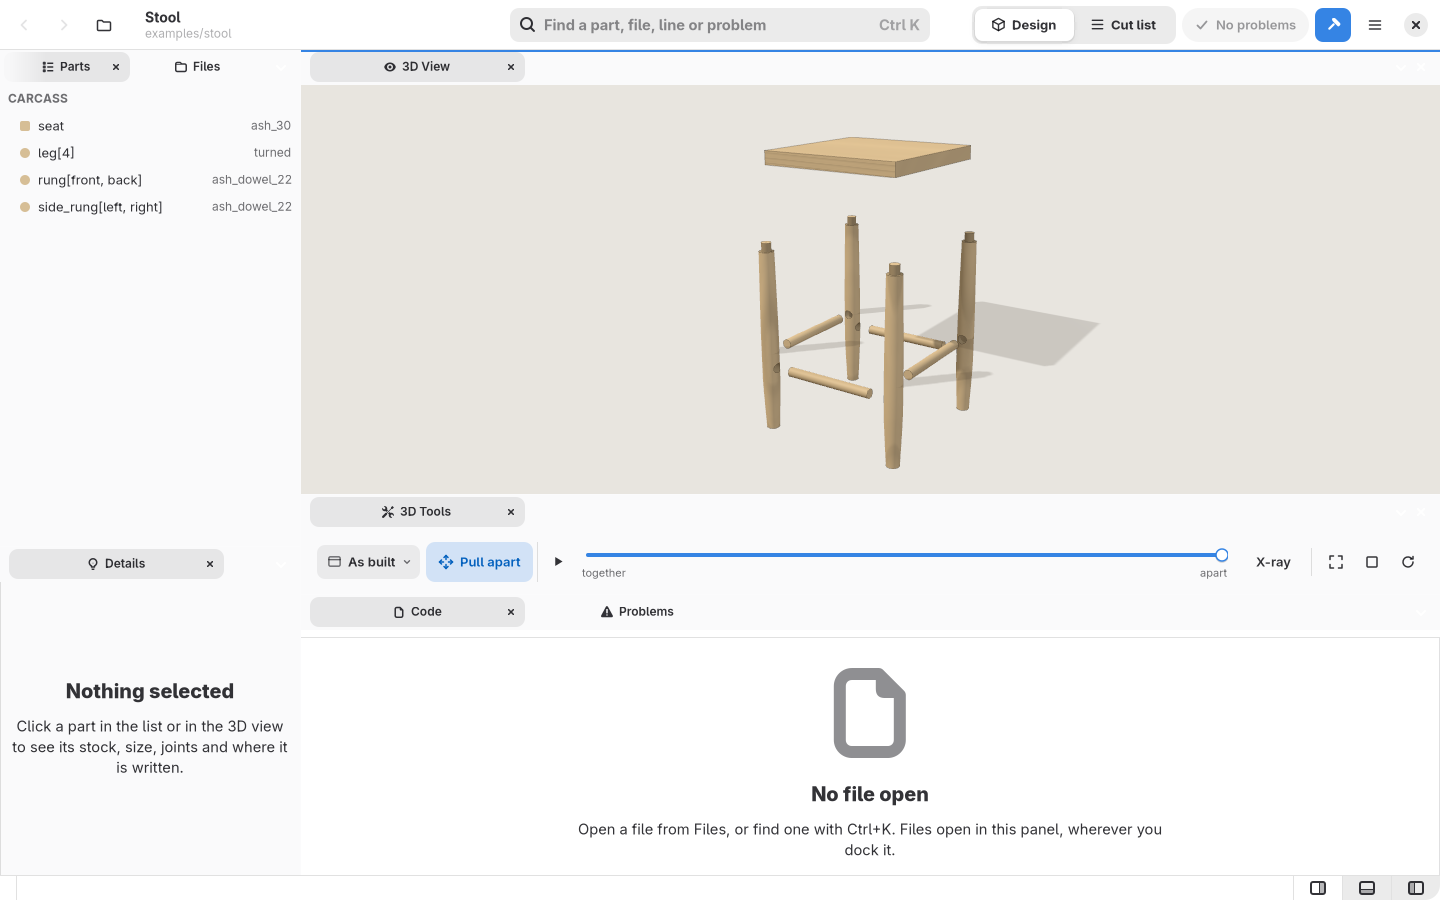 Stool
examples/stool
Find a part, file, line or problem
Ctrl K
Design
Cut list
No problems
Parts
Files
3D View
CARCASS
seat
ash_30
leg[4]
turned
rung[front, back]
ash_dowel_22
side_rung[left, right]
ash_dowel_22
3D Tools
As built
Pull apart
together
apart
X-ray
Details
Code
Problems
Nothing selected
Click a part in the list or in the 3D view
to see its stock, size, joints and where it
is written.
No file open
Open a file from Files, or find one with Ctrl+K. Files open in this panel, wherever you
dock it.